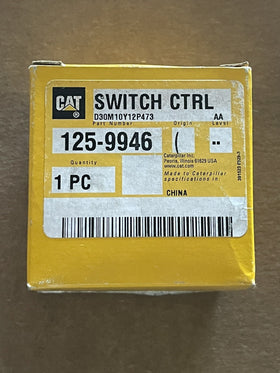 CAT
®
SWITCH CTRL
D30M10Y12P473 AA
Part Number Origin Level
125-9946 ( --
Quantity
1 PC
Caterpillar Inc.
Peoria, Illinois 61629 USA
www.cat.com
Made to Caterpillar
specifications in:
CHINA